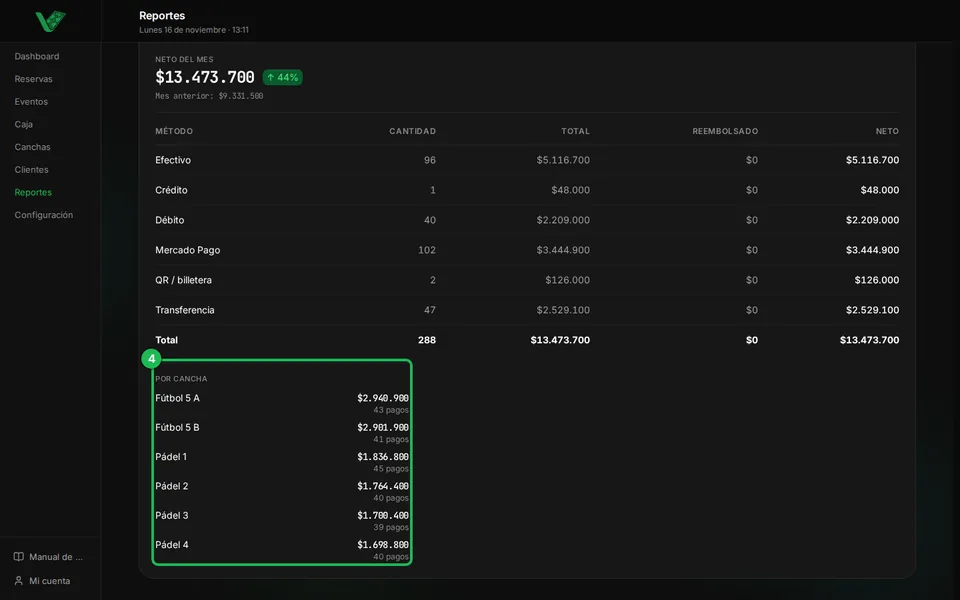 Reportes
Lunes 16 de noviembre · 13:11
Dashboard
Reservas
Eventos
Caja
Canchas
Clientes
Reportes
Configuración
Manual de ...
Mi cuenta
NETO DEL MES
$13.473.700 ↑ 44%
Mes anterior: $9.331.500
MÉTODO CANTIDAD TOTAL REEMBOLSADO NETO
Efectivo 96 $5.116.700 $0 $5.116.700
Crédito 1 $48.000 $0 $48.000
Débito 40 $2.209.000 $0 $2.209.000
Mercado Pago 102 $3.444.900 $0 $3.444.900
QR / billetera 2 $126.000 $0 $126.000
Transferencia 47 $2.529.100 $0 $2.529.100
Total 288 $13.473.700 $0 $13.473.700
4
POR CANCHA
Fútbol 5 A $2.940.900
43 pagos
Fútbol 5 B $2.901.900
41 pagos
Pádel 1 $1.836.800
45 pagos
Pádel 2 $1.764.400
40 pagos
Pádel 3 $1.700.400
39 pagos
Pádel 4 $1.698.800
40 pagos